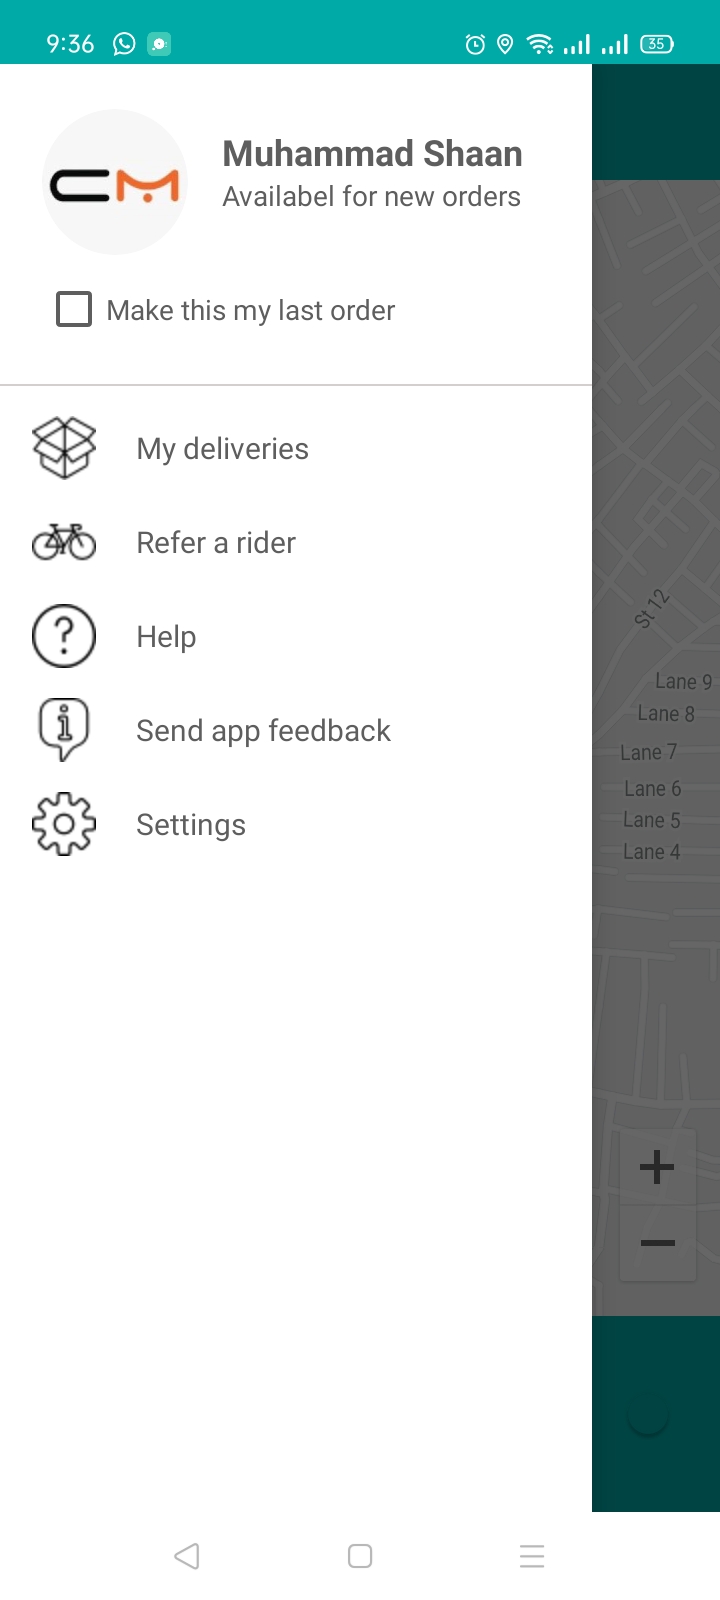 9:36
35
CM
Muhammad Shaan
Availabel for new orders
Make this my last order
My deliveries
Refer a rider
Help
Send app feedback
Settings
St 12
Lane 9
Lane 8
Lane 7
Lane 6
Lane 5
Lane 4